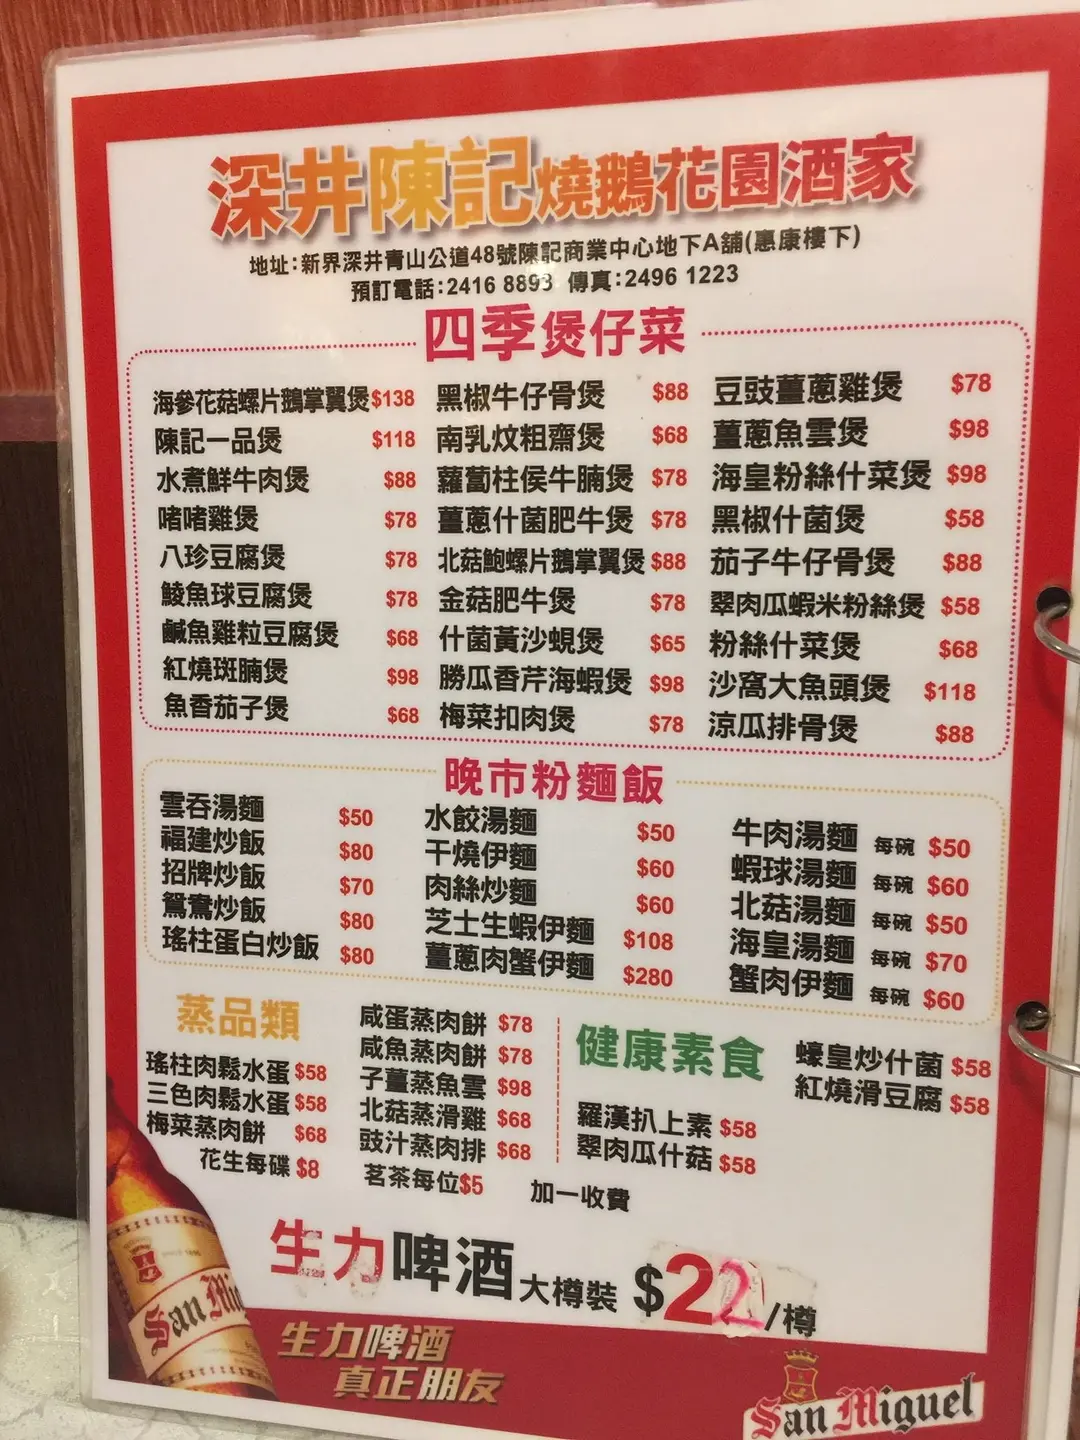 深井陳記燒鵝花園酒家
地址:新界深井青山公道48號陳記商業中心地下A舖(惠康樓下)
預訂電話:2416 8893 傳真:2496 1223
四季煲仔菜
海參花菇螺片鵝掌翼煲 $138
陳記一品煲 $118
水煮鮮牛肉煲 $88
啫啫雞煲 $78
八珍豆腐煲 $78
鯪魚球豆腐煲 $78
鹹魚雞粒豆腐煲 $68
紅燒斑腩煲 $98
魚香茄子煲 $68
黑椒牛仔骨煲 $88
南乳炆粗齋煲 $68
蘿蔔柱侯牛腩煲 $78
薑蔥什菌肥牛煲 $78
北菇鮑螺片鵝掌翼煲 $88
金菇肥牛煲 $78
什菌黃沙蜆煲 $65
勝瓜香芹海蝦煲 $98
梅菜扣肉煲 $78
豆豉薑蔥雞煲 $78
薑蔥魚雲煲 $98
海皇粉絲什菜煲 $98
黑椒什菌煲 $58
茄子牛仔骨煲 $88
翠肉瓜蝦米粉絲煲 $58
粉絲什菜煲 $68
沙窩大魚頭煲 $118
涼瓜排骨煲 $88
晚市粉麵飯
雲吞湯麵 $50
福建炒飯 $80
招牌炒飯 $70
鴛鴦炒飯 $80
瑤柱蛋白炒飯 $80
水餃湯麵 $50
干燒伊麵 $60
肉絲炒麵 $60
芝士生蝦伊麵 $108
薑蔥肉蟹伊麵 $280
牛肉湯麵 每碗 $50
蝦球湯麵 每碗 $60
北菇湯麵 每碗 $50
海皇湯麵 每碗 $70
蟹肉伊麵 每碗 $60
蒸品類
瑤柱肉鬆水蛋 $58
三色肉鬆水蛋 $58
梅菜蒸肉餅 $68
咸蛋蒸肉餅 $78
咸魚蒸肉餅 $78
子薑蒸魚雲 $98
北菇蒸滑雞 $68
豉汁蒸肉排 $68
健康素食
羅漢扒上素 $58
翠肉瓜什菇 $58
蠔皇炒什菌 $58
紅燒滑豆腐 $58
花生每碟 $8 茗茶每位$5 加一收費
生力啤酒 大樽裝 $22/樽
San Mig
生力啤酒
真正朋友
San Miguel